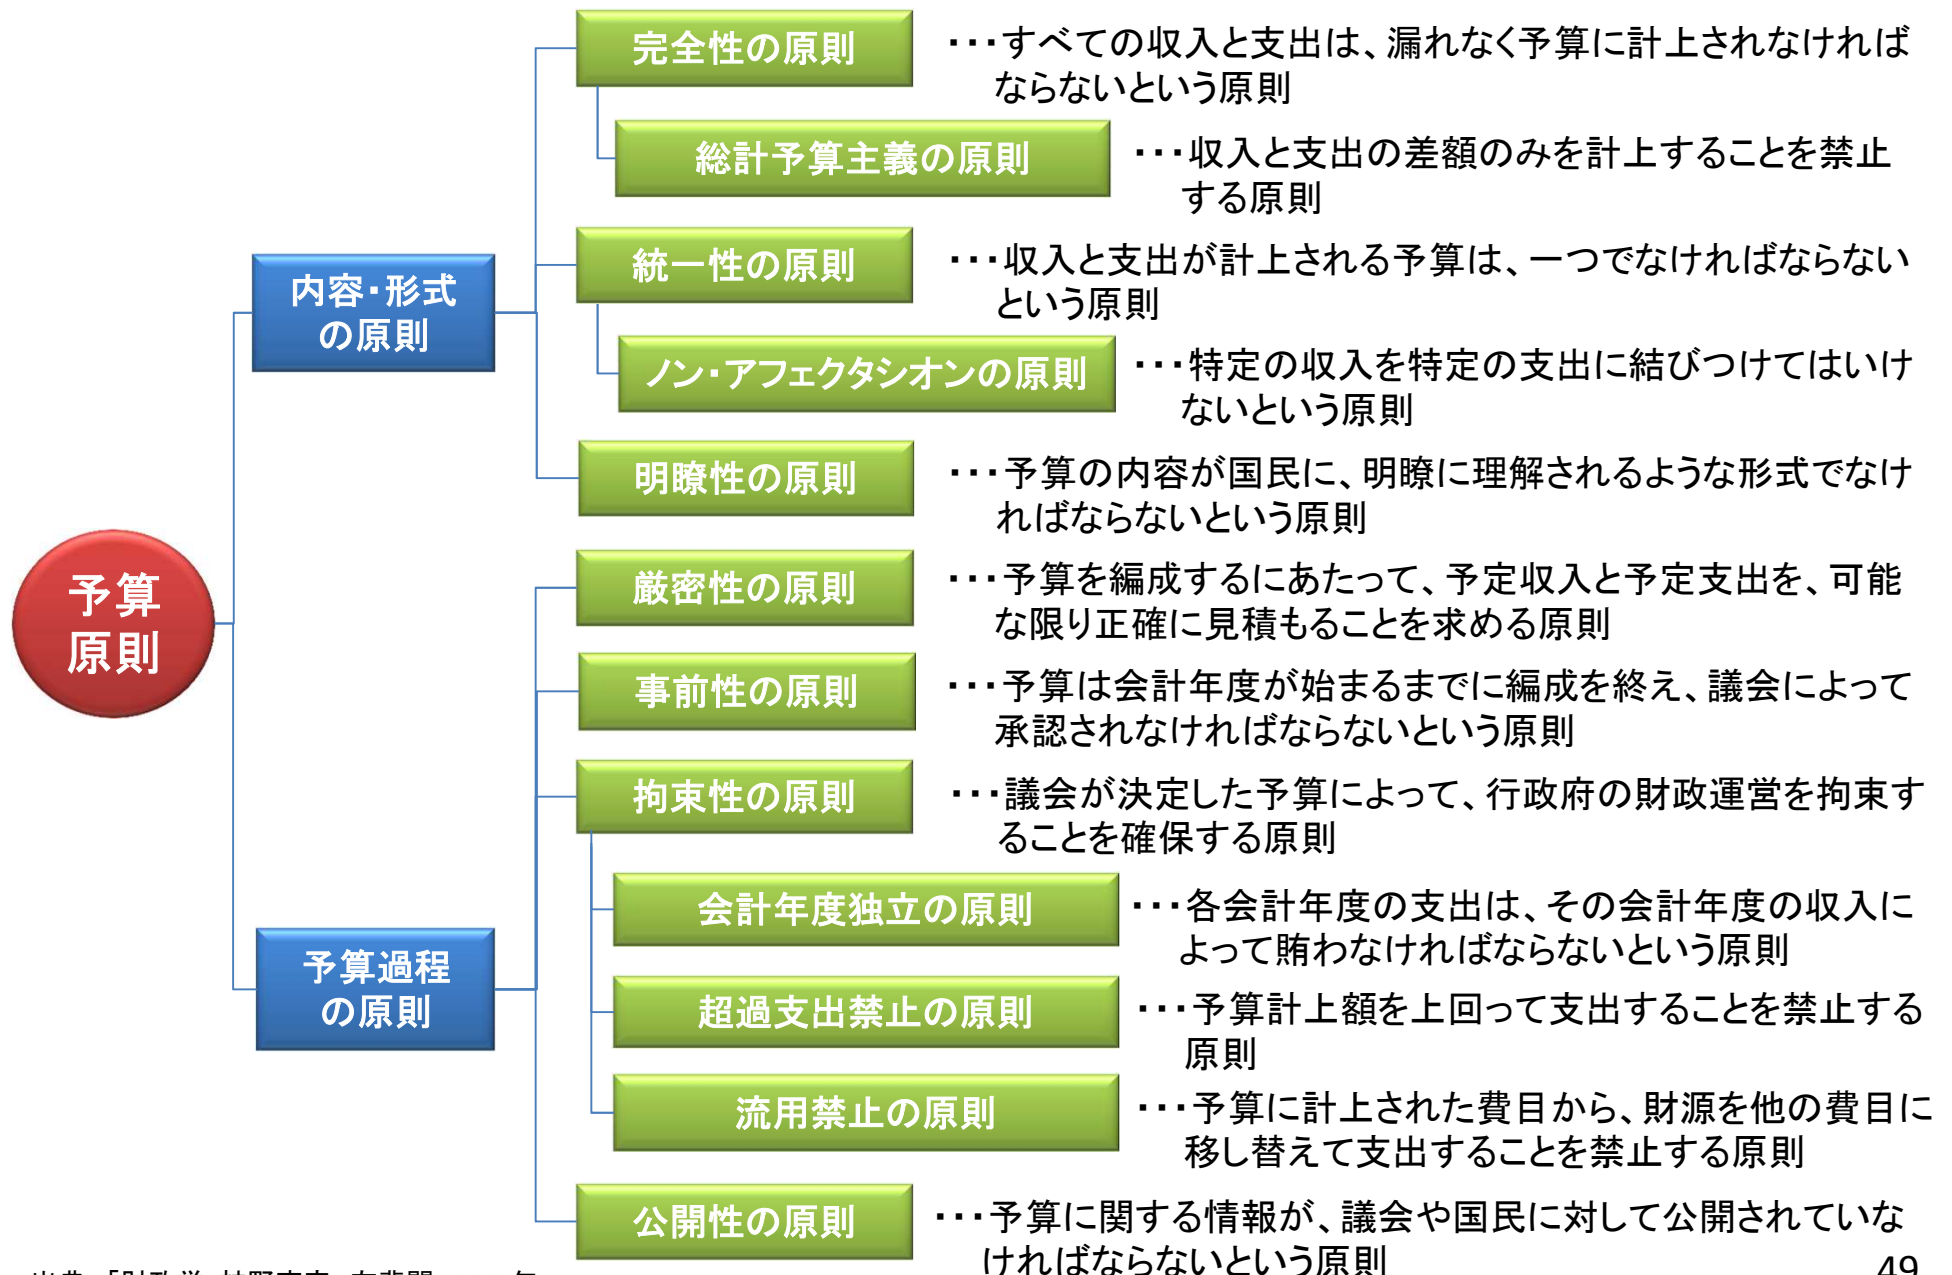 予算
原則
内容・形式
の原則
完全性の原則
・・・すべての収入と支出は、漏れなく予算に計上されなければ
ならないという原則
総計予算主義の原則
・・・収入と支出の差額のみを計上することを禁止
する原則
統一性の原則
・・・収入と支出が計上される予算は、一つでなければならない
という原則
ノン・アフェクタシオンの原則
・・・特定の収入を特定の支出に結びつけてはいけ
ないという原則
明瞭性の原則
・・・予算の内容が国民に、明瞭に理解されるような形式でなけ
ればならないという原則
予算過程
の原則
厳密性の原則
・・・予算を編成するにあたって、予定収入と予定支出を、可能
な限り正確に見積もることを求める原則
事前性の原則
・・・予算は会計年度が始まるまでに編成を終え、議会によって
承認されなければならないという原則
拘束性の原則
・・・議会が決定した予算によって、行政府の財政運営を拘束す
ることを確保する原則
会計年度独立の原則
・・・各会計年度の支出は、その会計年度の収入に
よって賄わなければならないという原則
超過支出禁止の原則
・・・予算計上額を上回って支出することを禁止する
原則
流用禁止の原則
・・・予算に計上された費目から、財源を他の費目に
移し替えて支出することを禁止する原則
公開性の原則
・・・予算に関する情報が、議会や国民に対して公開されていな
ければならないという原則
49